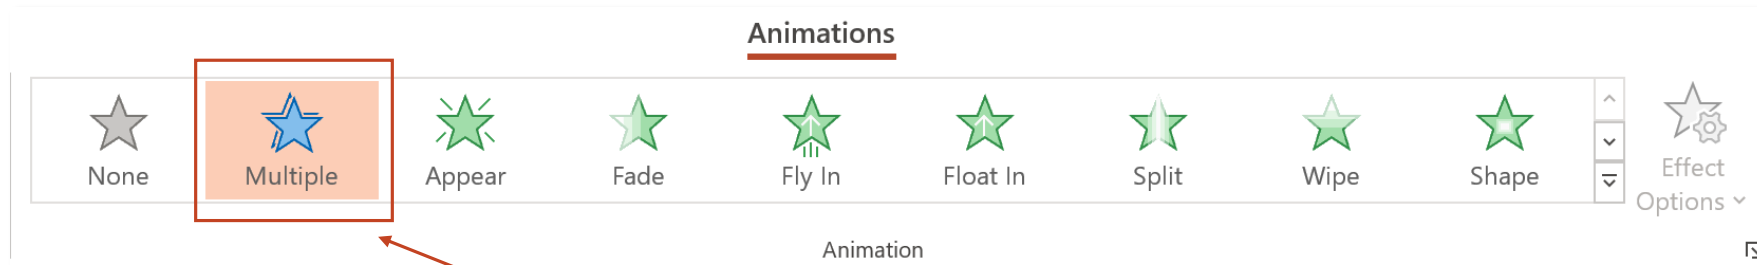 Animations
None Multiple Appear Fade Fly In Float In Split Wipe Shape
Effect
Options
Animation